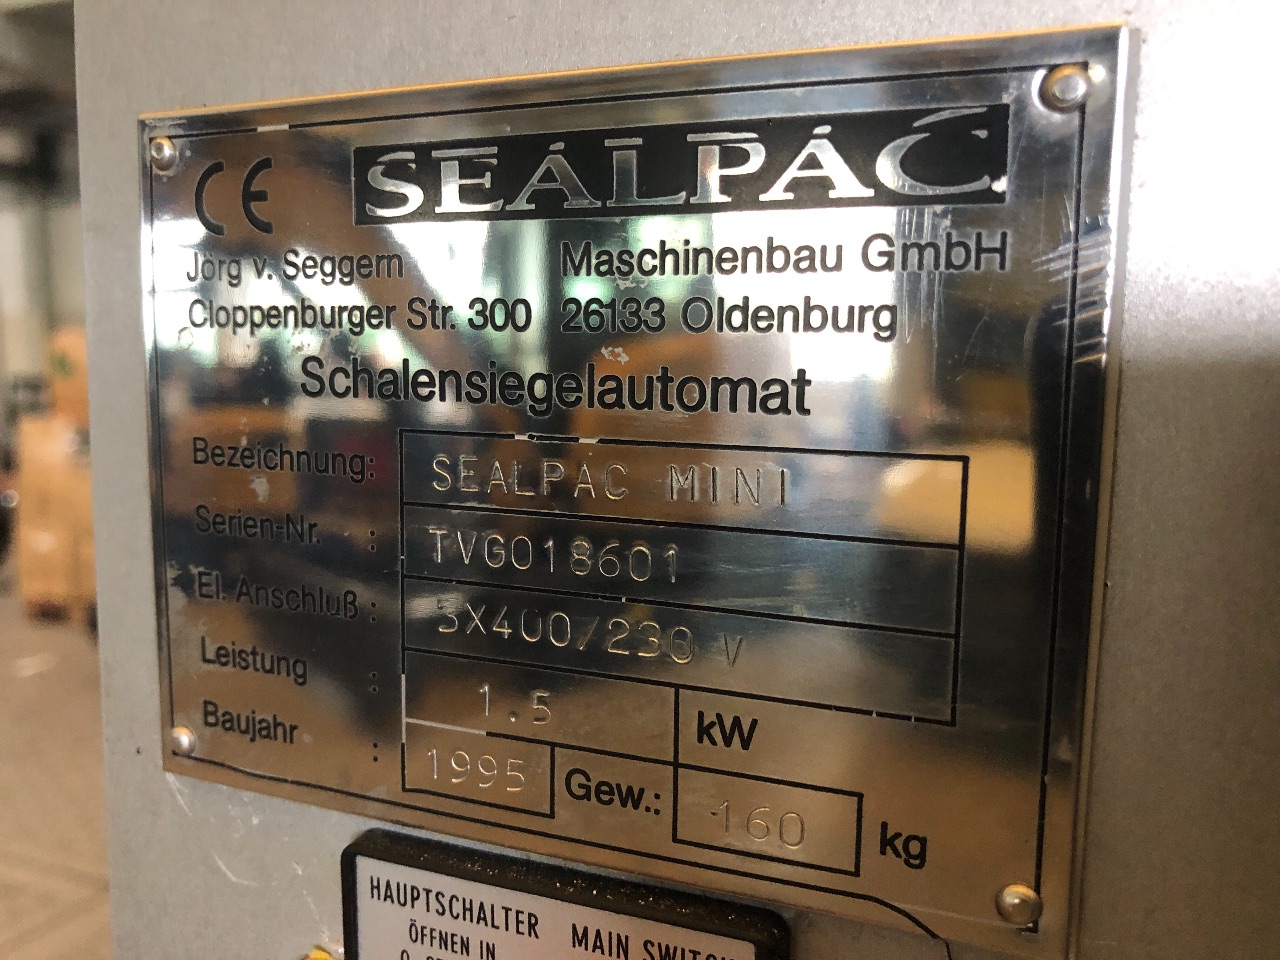 CE SEALPAC
Jörg v. Seggern Maschinenbau GmbH
Cloppenburger Str. 300 26133 Oldenburg
Schalensiegelautomat
Bezeichnung: SEALPAC MINI
Serien-Nr. : TVG018601
El. Anschluß : 3X400/230 V
Leistung : 1.5 kW
Baujahr : 1995 Gew.: 160 kg
HAUPTSCHALTER MAIN SWITCH
ÖFFNEN IN